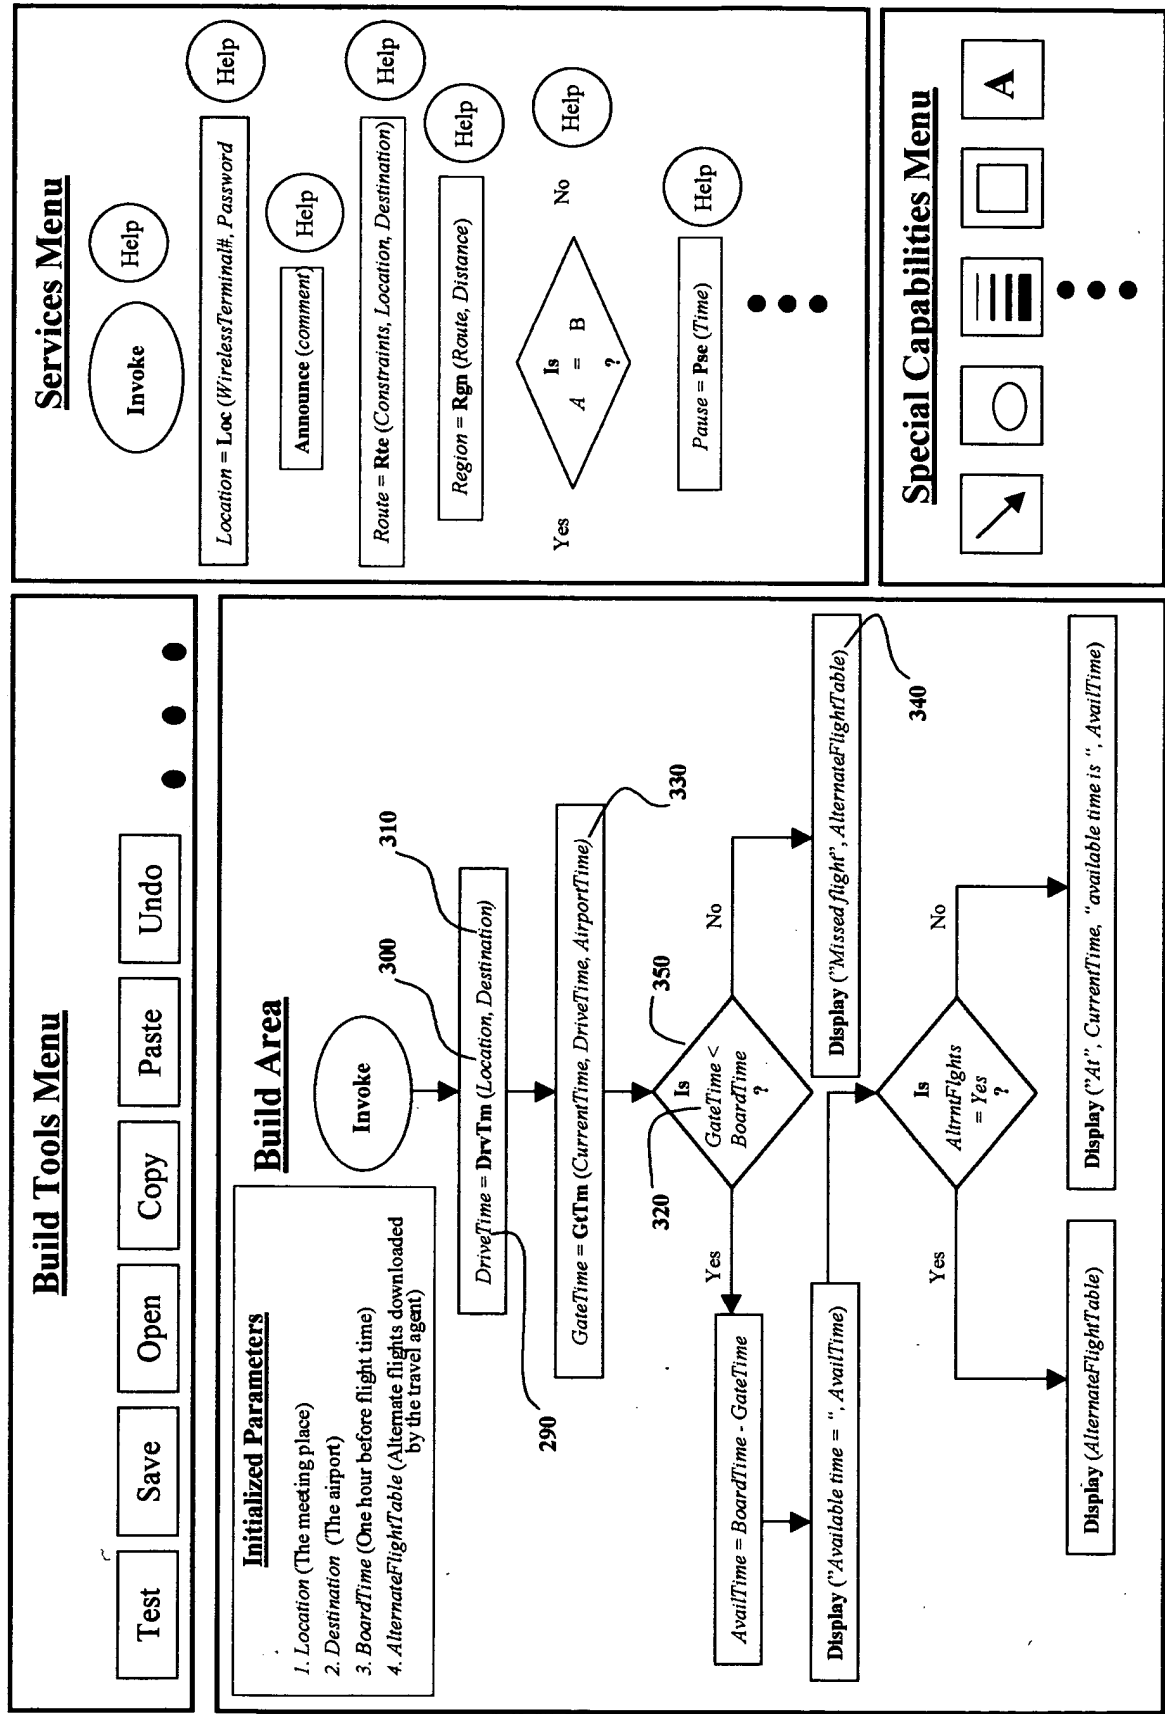 Build Tools Menu
Test
Save
Open
Copy
Paste
Undo
Build Area
Initialized Parameters
1. Location (The meeting place)
2. Destination (The airport)
3. BoardTime (One hour before flight time)
4. AlternateFlightTable (Alternate flights downloaded
by the travel agent)
Invoke
300
310
DriveTime = DrvTm (Location, Destination)
290
GateTime = GtTm (CurrentTime, DriveTime, AirportTime)
330
350
Is
GateTime <
BoardTime
?
320
Yes
No
AvailTime = BoardTime - GateTime
Display ("Available time = “, AvailTime)
Display ("Missed flight”, AlternateFlightTable)
340
Is
AltrntFlghts
= Yes
?
Yes
No
Display (AlternateFlightTable)
Display ("At”, CurrentTime, “available time is “, AvailTime)
Services Menu
Invoke
Help
Location = Loc (WirelessTerminal#, Password
Help
Announce (comment)
Help
Route = Rte (Constraints, Location, Destination)
Help
Region = Rgn (Route, Distance)
Help
Yes
Is
A = B
?
No
Help
Pause = Pse (Time)
Help
Special Capabilities Menu
A